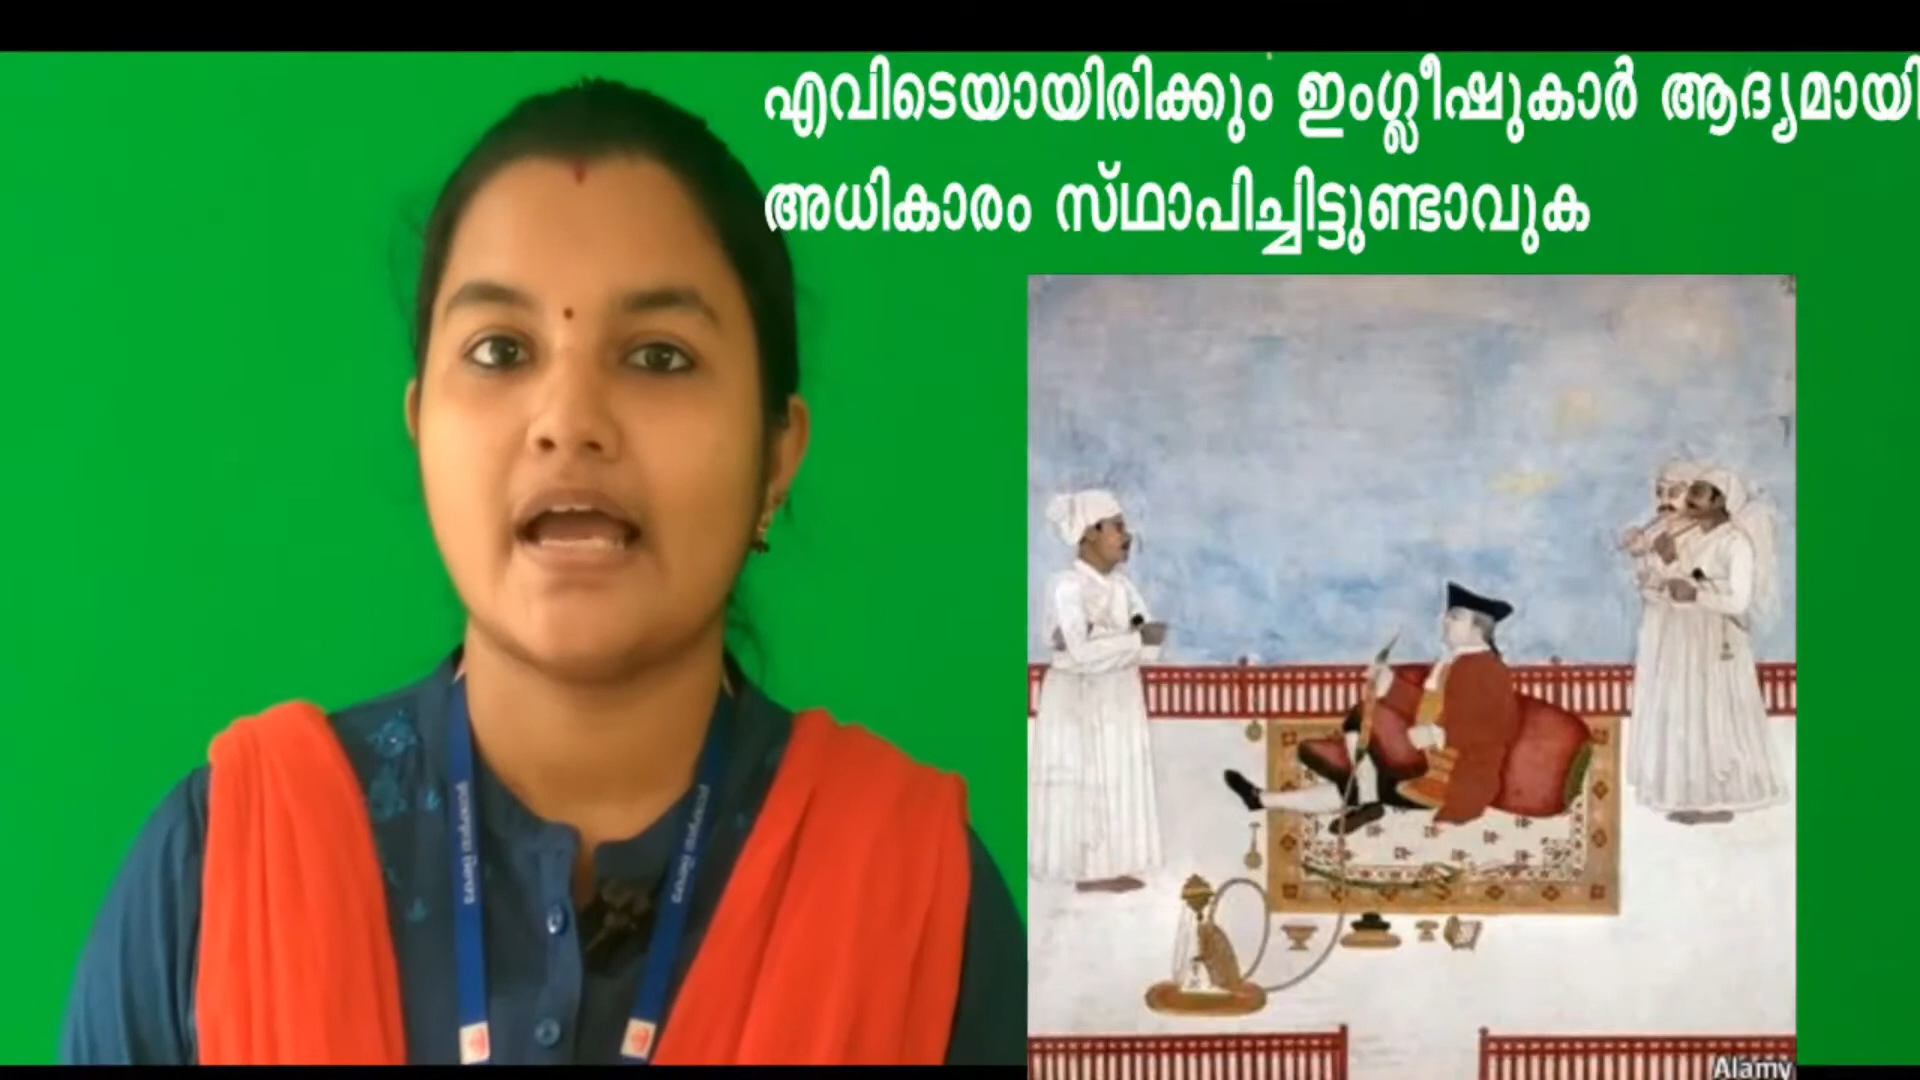 എവിടെയായിരിക്കും ഇംഗ്ലീഷുകാർ ആദ്യമായി
അധികാരം സ്ഥാപിച്ചിട്ടുണ്ടാവുക
Alamy